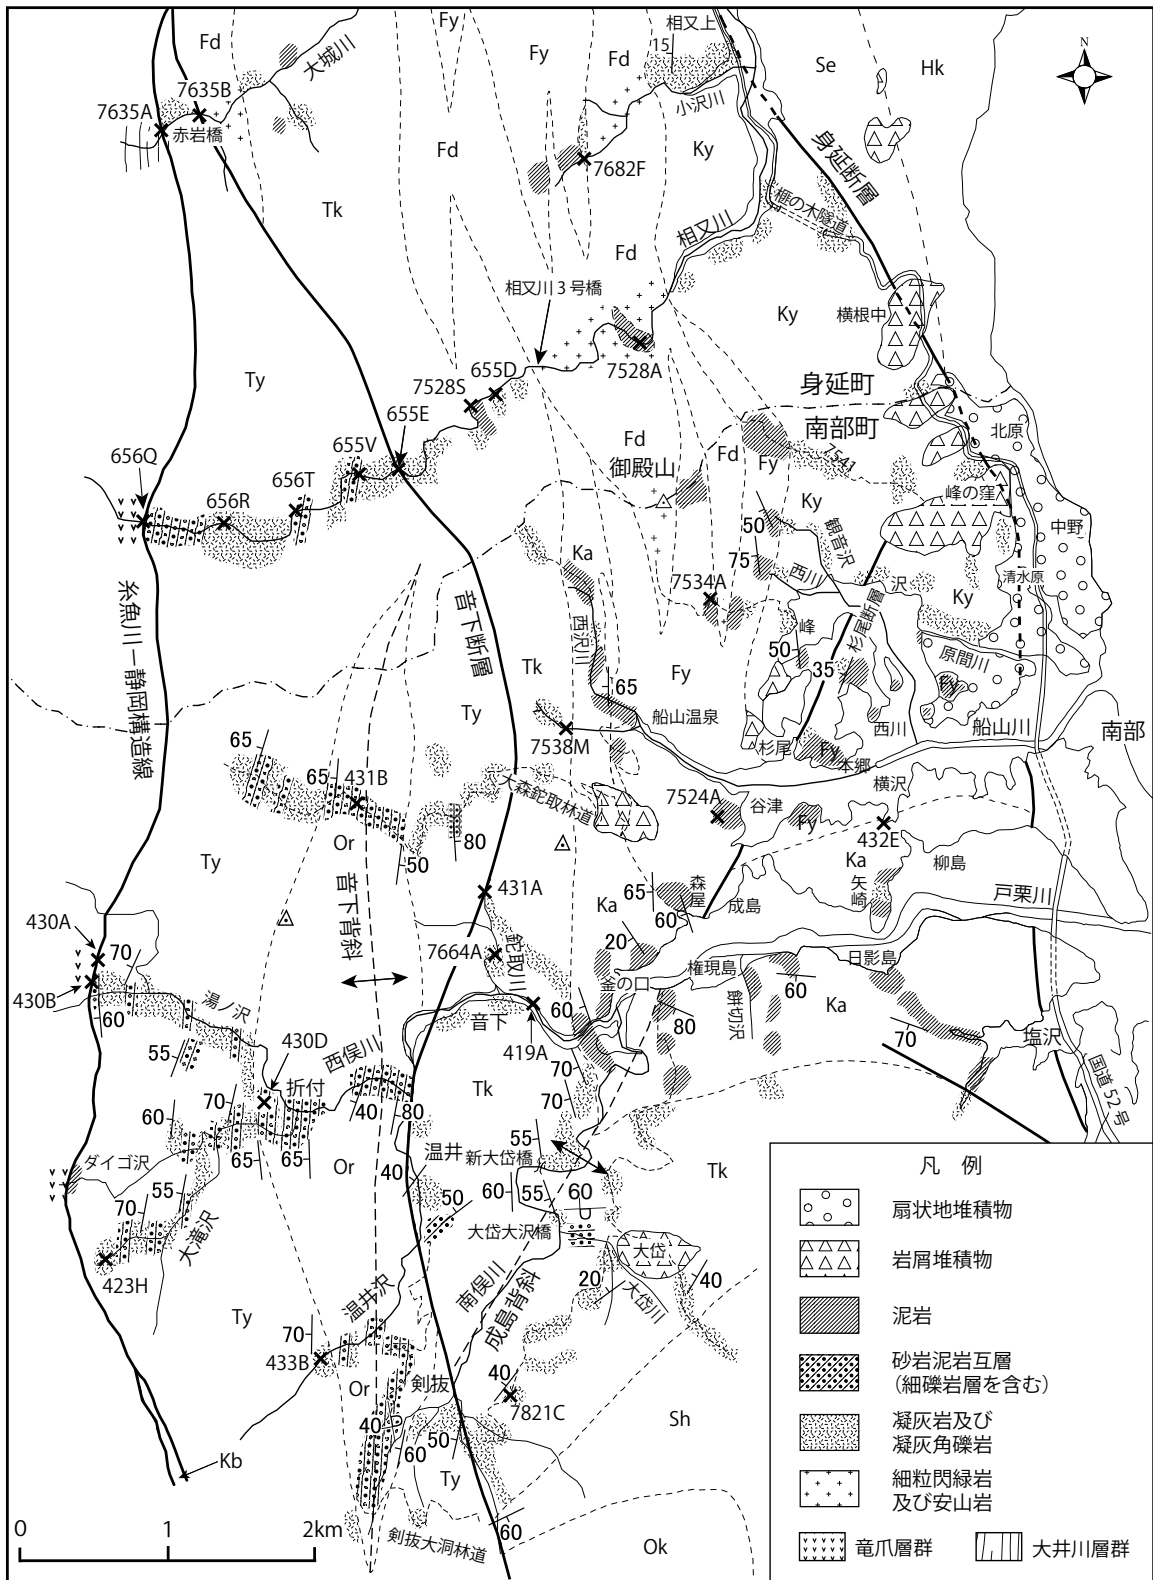 Fd
大城川
Fy
Fy
Fd
相又上
15
Se
Hk
N
7635B
7635A
赤岩橋
小沢川
Ky
身延断層
Fd
7682F
Tk
榧の木隧道
相又川
Fd
相又川3号橋
Ky
横根中
Ty
655D
7528S
7528A
身延町
655E
南部町
北原
Fd
Fd
655V
御殿山
Fy
7541
656Q
656T
656R
峰の窪
Ky
50
観音沢
中野
Ka
75
西川
沢
清水原
7534A
Ky
糸魚川ー静岡構造線
音下断層
西沢川
峰
杉尾断層
50
原間川
Tk
35
65
Fy
Fy
Ty
船山温泉
西川
船山川
南部
7538M
杉尾
Fy
本郷
65
65
431B
大森鉈取林道
横沢
7524A
谷津
Fy
Or
80
432E
50
Ty
Ka
柳島
音下背斜
431A
65
森屋
矢崎
Ka
60
成島
戸栗川
430A
20
70
7664A
鉈取川
日影島
権現島
430B
釜の口
湯ノ沢
60
60
餅切沢
60
音下
Ka
80
430D
西俣川
419A
70
塩沢
55
70
国道52号
折付
Tk
70
60
40
80
70
55
温井
ダイゴ沢
65
65
Or
新大岱橋
40
Tk
凡 例
55
60
55
60
50
70
扇状地堆積物
大滝沢
大岱大沢橋
大岱
岩屑堆積物
423H
南俣川
20
40
成島背斜
大岱川
泥岩
Ty
温井沢
70
433B
砂岩泥岩互層
(細礫岩層を含む)
Or
剣抜
40
7821C
Sh
40
凝灰岩及び
凝灰角礫岩
60
50
Kb
Ty
細粒閃緑岩
及び安山岩
0
1
2km
60
剣抜大洞林道
Ok
竜爪層群
大井川層群